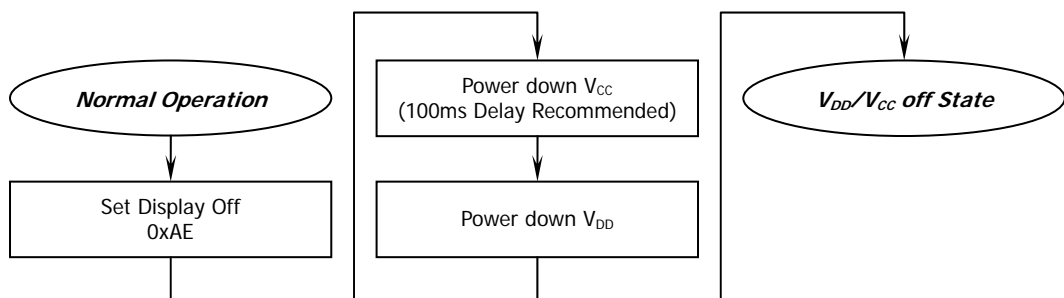 Normal Operation
Set Display Off
0xAE
Power down VCC
(100ms Delay Recommended)
Power down VDD
VDD/VCC off State